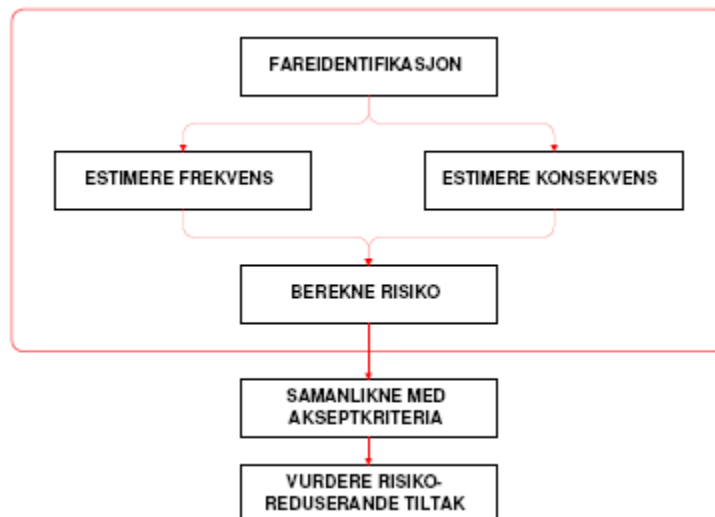 FAREIDENTIFIKASJON
ESTIMERE FREKVENS
ESTIMERE KONSEKVENS
BEREKNE RISIKO
SAMANLIKNE MED
AKSEPTKRITERIA
VURDERE RISIKO-
REDUSERANDE TILTAK